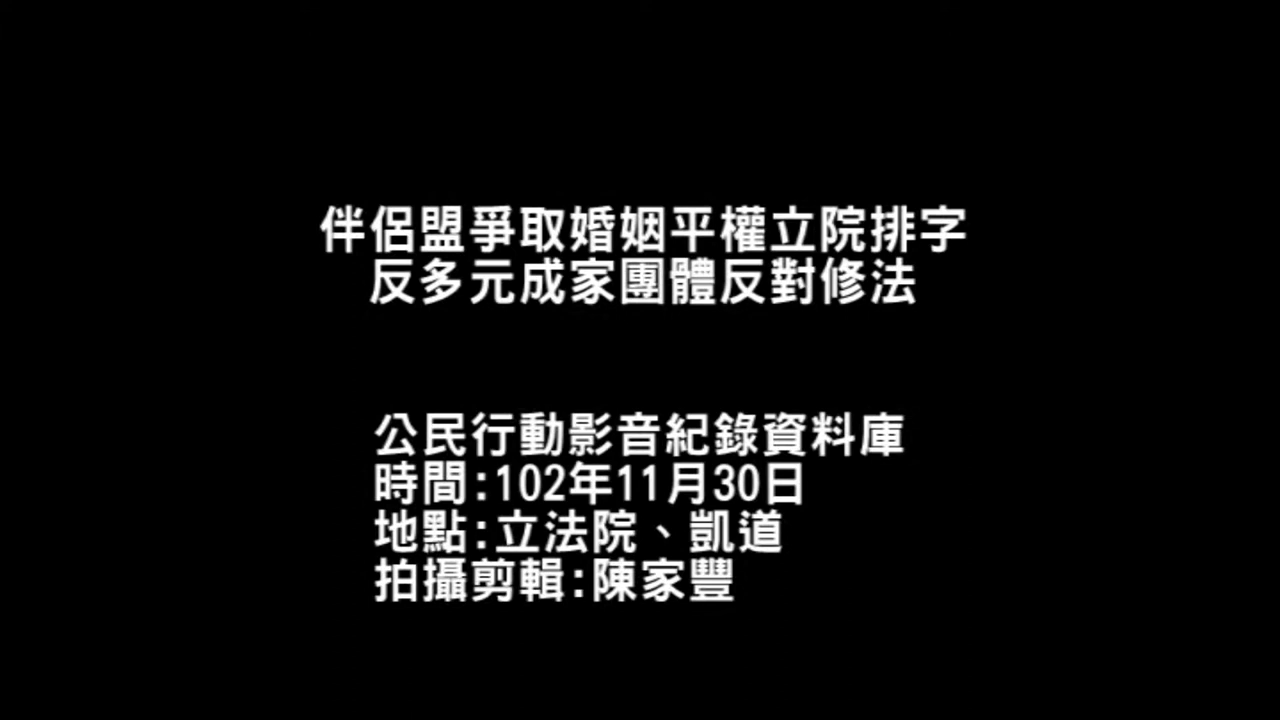 伴侶盟爭取婚姻平權立院排字
反多元成家團體反對修法
公民行動影音紀錄資料庫
時間:102年11月30日
地點:立法院、凱道
拍攝剪輯:陳家豐